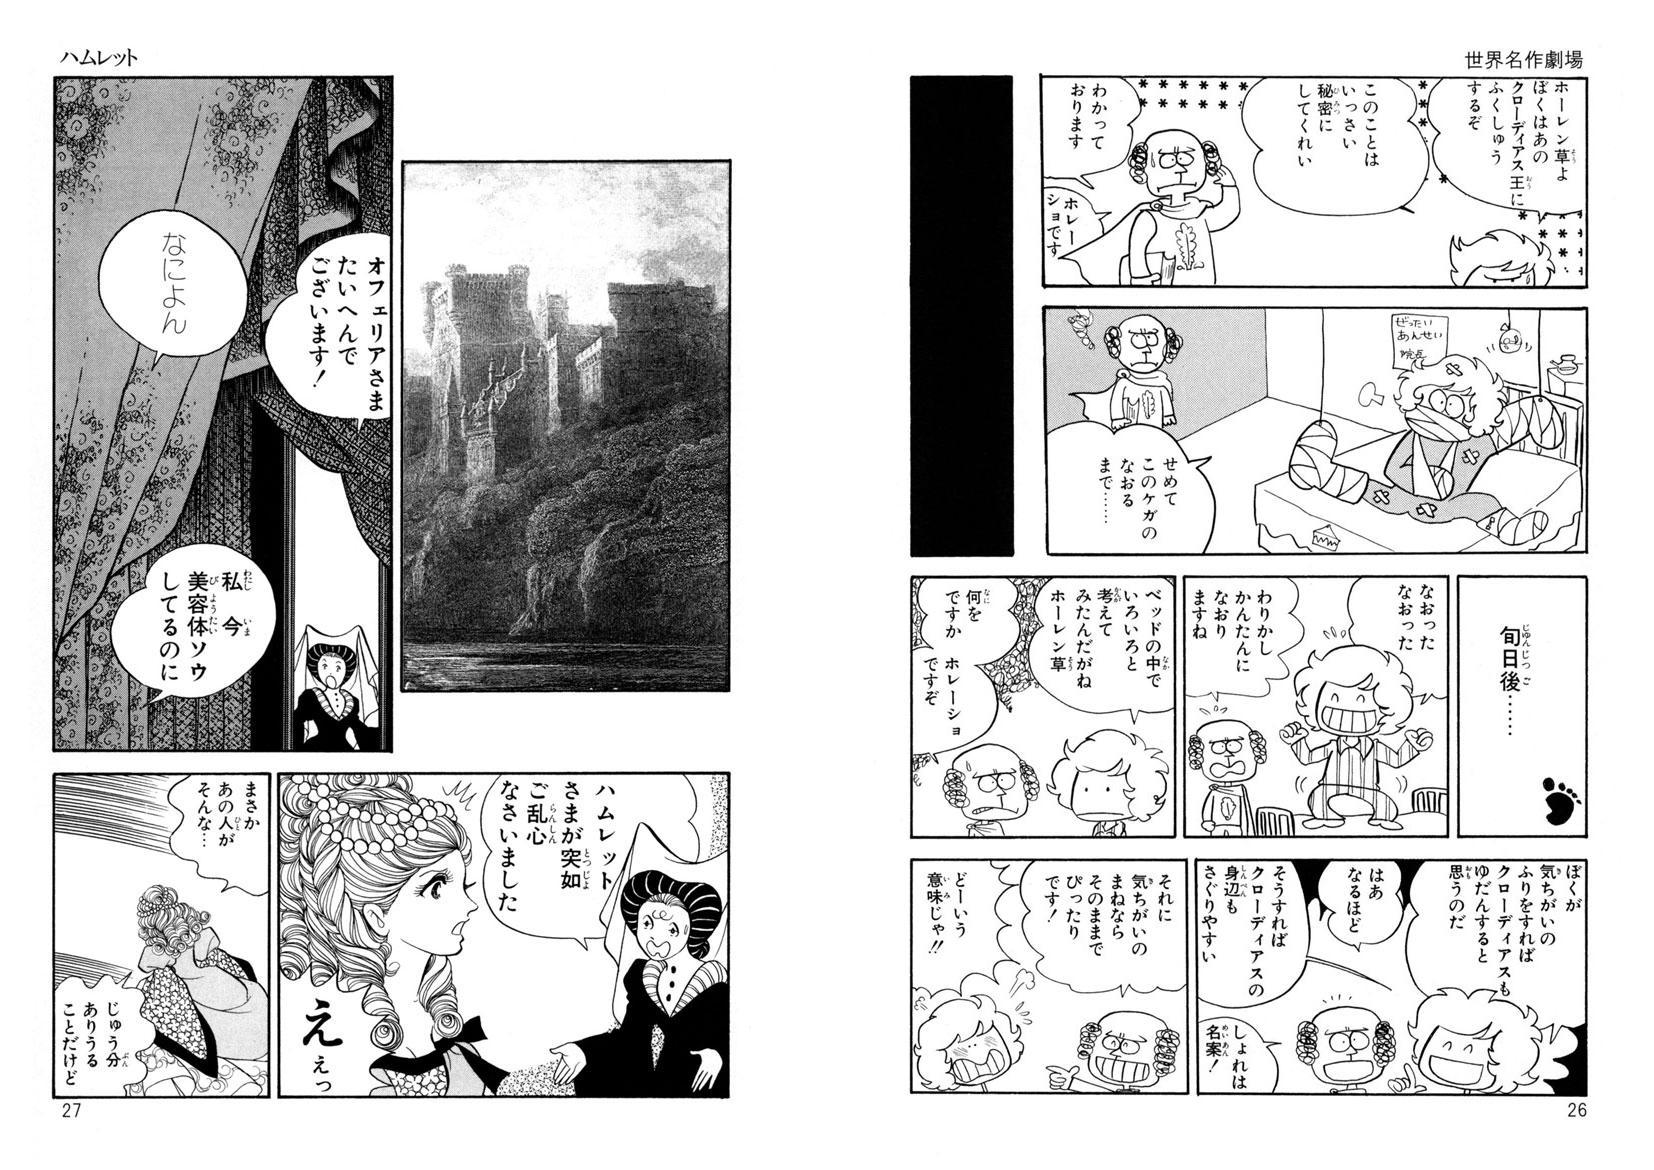 世界名作劇場
ホーレン草よ
ぼくはあの
クローディアス王に
ふくしゅう
するぞ
このことは
いっさい
秘密に
してくれい
わかって
おります
ホレー
ショです
ぜったい
あんせい
院長
せめて
このケガの
なおる
まで……
旬日後……
なおった
なおった
わりかし
かんたんに
なおり
ますね
ベッドの中で
いろいろと
考えて
みたんだがね
ホーレン草
何を
ですか
ホレーショ
ですぞ
ぼくが
気ちがいの
ふりをすれば
クローディアスも
ゆだんすると
思うのだ
はあ
なるほど
そうすれば
クローディアスの
身辺も
さぐりやすい
しょれは
名案!
それに
気ちがいの
まねなら
そのままで
ぴったり
です!
どーいう
意味じゃ!!
26
ハムレット
オフェリアさま
たいへんで
ございます!
なによん
私今
美容体ソウ
してるのに
ハムレット
さまが突如
ご乱心
なさいました
えぇっ
まさか
あの人が
そんな…
じゅう分
ありうる
ことだけど
27